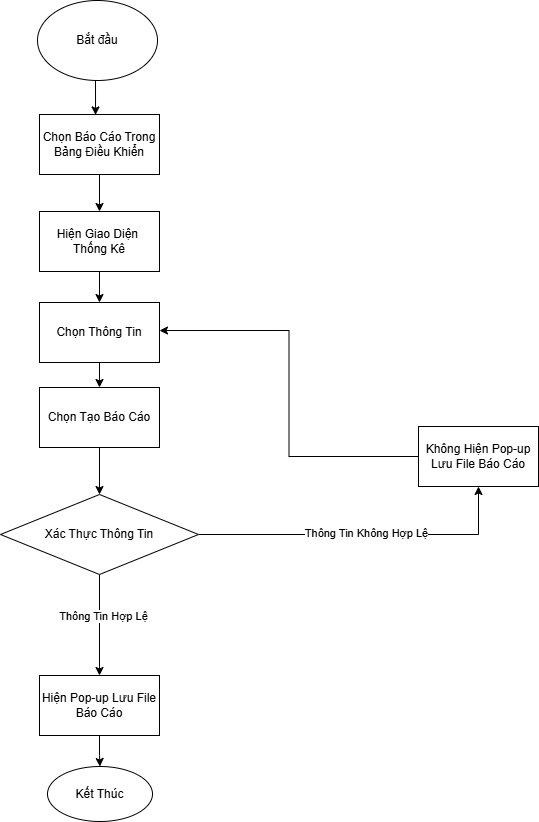 Bắt đầu
Chọn Báo Cáo Trong
Bảng Điều Khiển
Hiện Giao Diện
Thống Kê
Chọn Thông Tin
Chọn Tạo Báo Cáo
Không Hiện Pop-up
Lưu File Báo Cáo
Xác Thực Thông Tin
Thông Tin Không Hợp Lệ
Thông Tin Hợp Lệ
Hiện Pop-up Lưu File
Báo Cáo
Kết Thúc